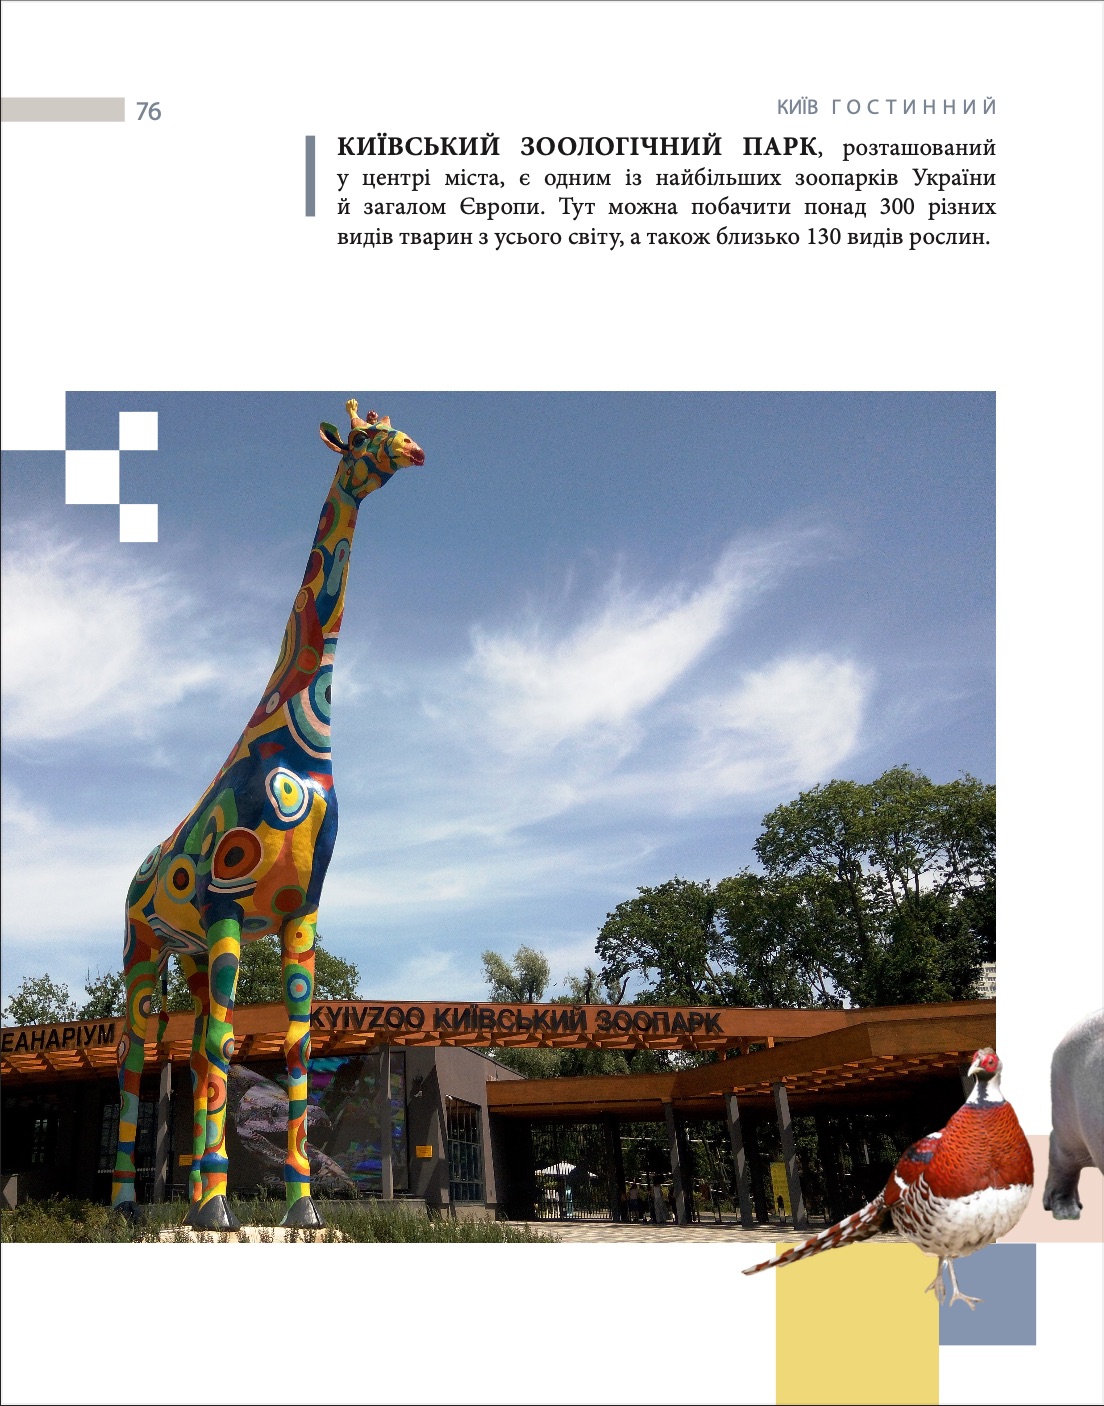 76
КИЇВ ГОСТИННИЙ
КИЇВСЬКИЙ ЗООЛОГІЧНИЙ ПАРК, розташований
у центрі міста, є одним із найбільших зоопарків України
й загалом Європи. Тут можна побачити понад 300 різних
видів тварин з усього світу, а також близько 130 видів рослин.
ЕАНАРІУМ
KYIVZOO КИЇВСЬКИЙ ЗООПАРК